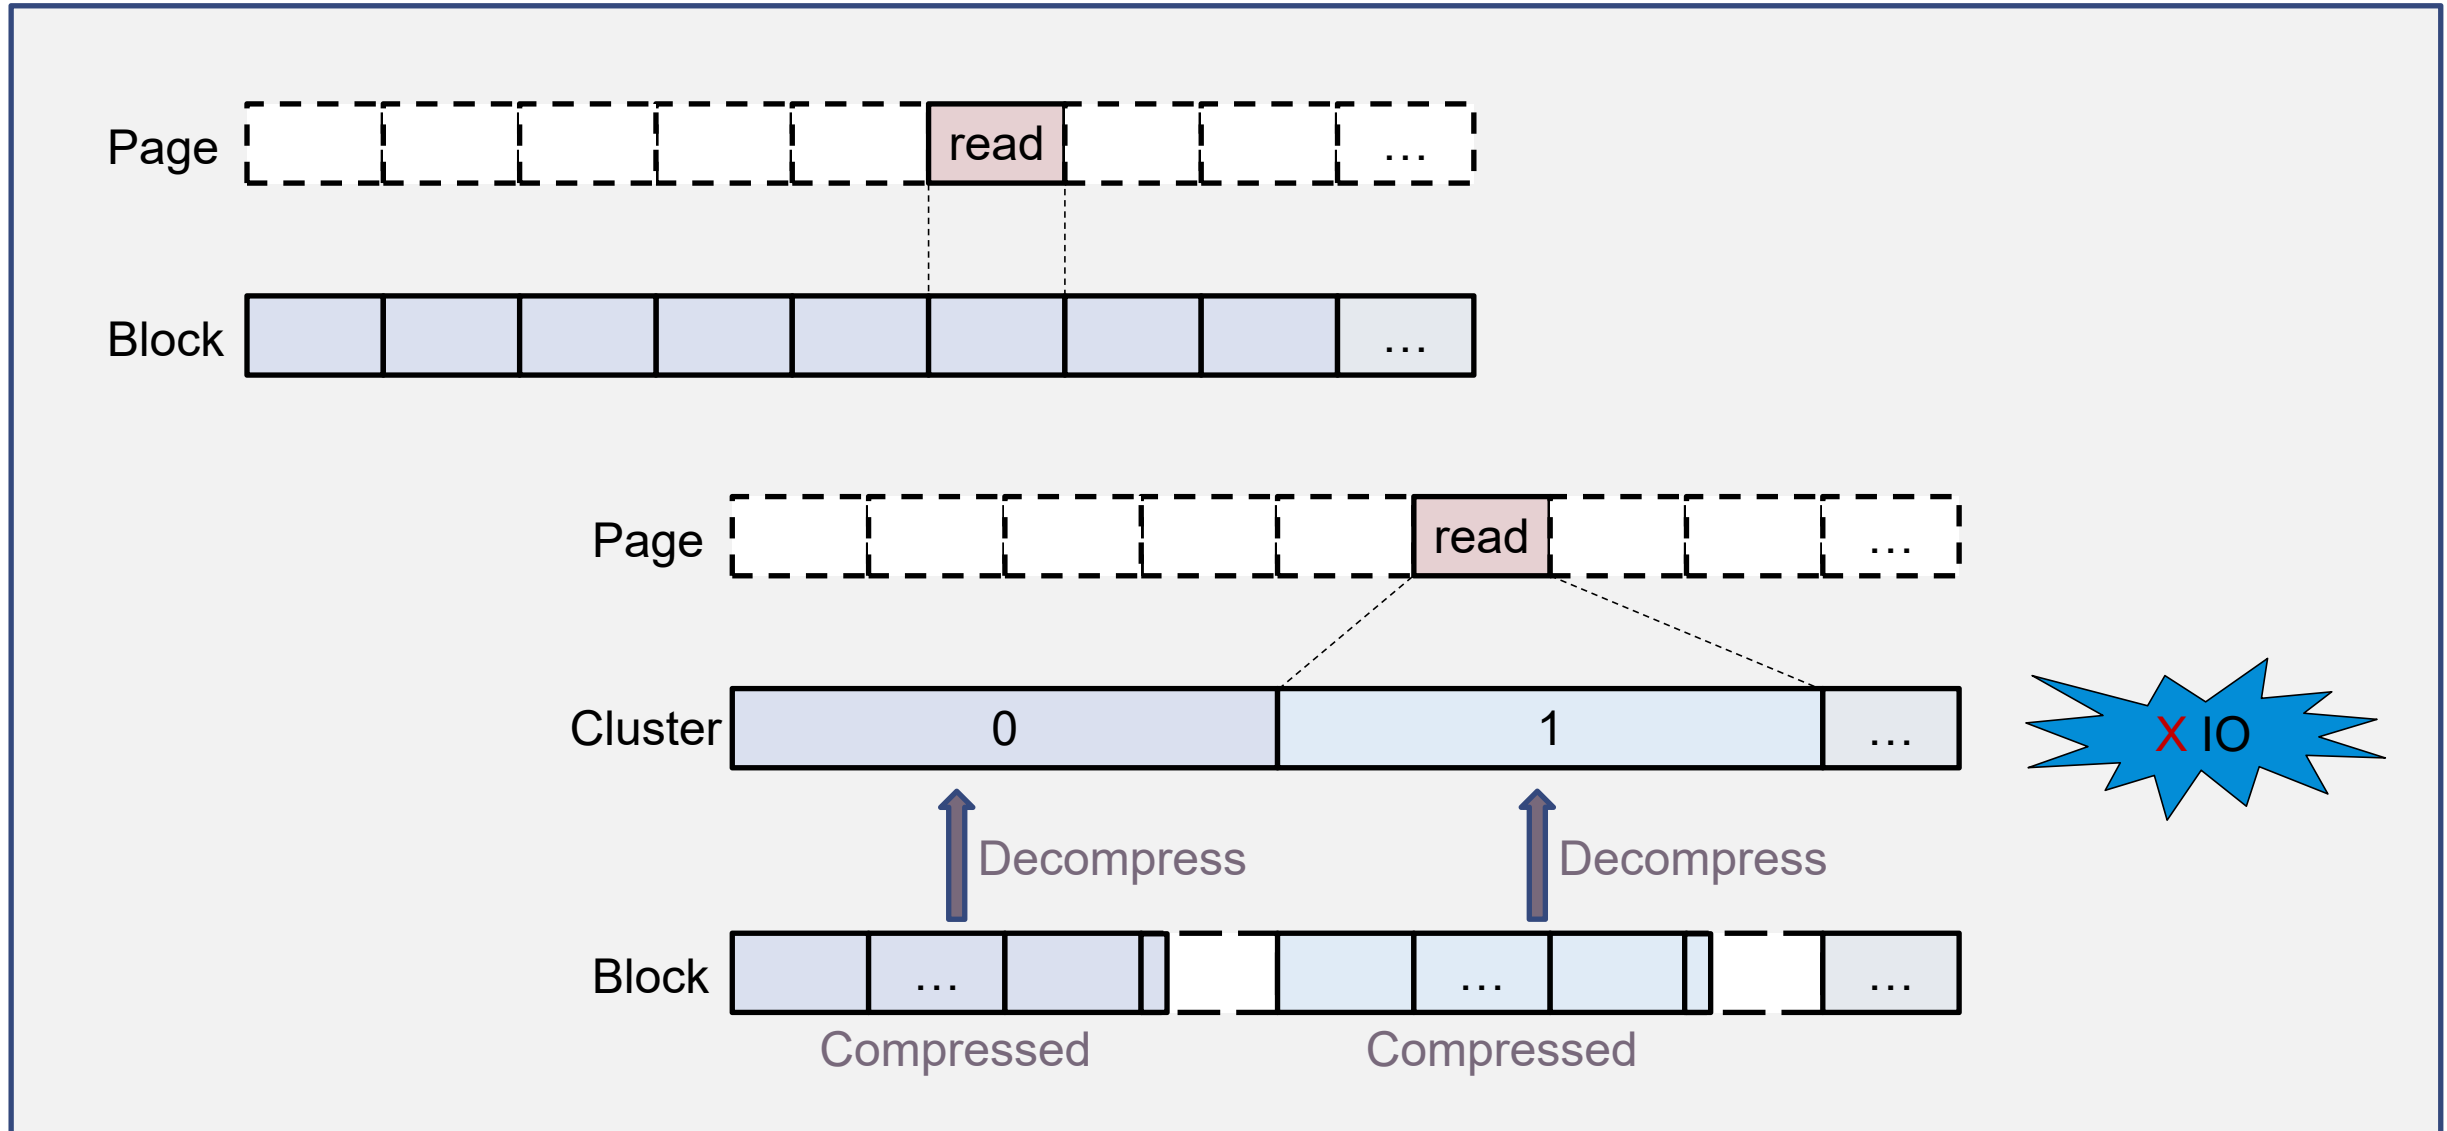 Page read ...
Block ...
Page read ...
Cluster 0 1 ...
X IO
Decompress Decompress
Block ... ... ...
Compressed Compressed